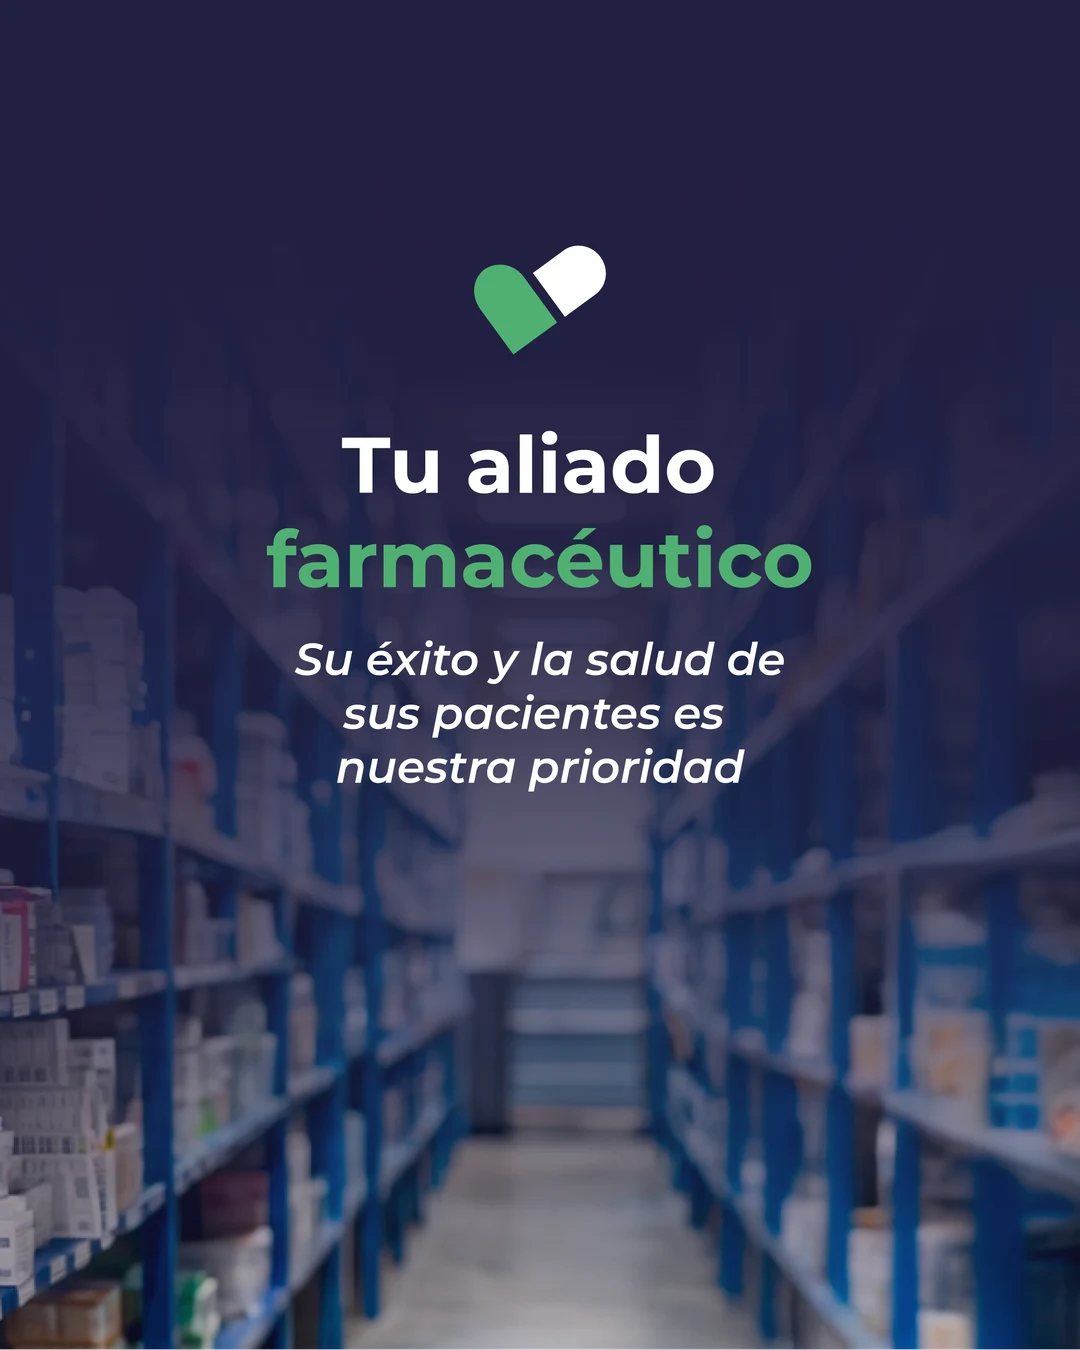 Tu aliado
farmacéutico
Su éxito y la salud de
sus pacientes es
nuestra prioridad